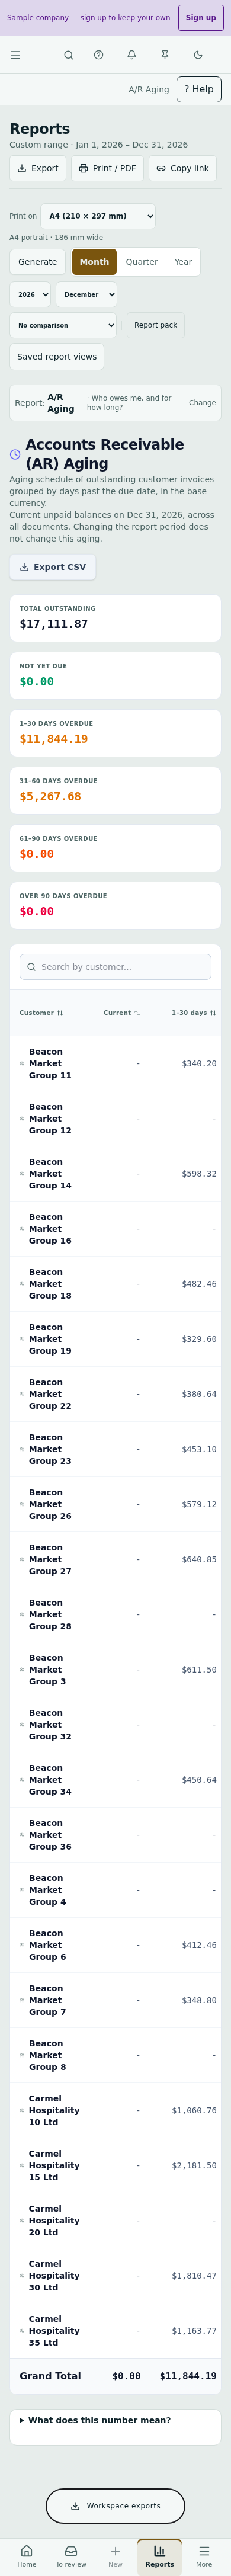 Sample company — sign up to keep your own
Sign up
A/R Aging
? Help
Reports
Custom range · Jan 1, 2026 – Dec 31, 2026
Export
Print / PDF
Copy link
Print on
A4 (210 × 297 mm)
A4 portrait · 186 mm wide
Generate
Month
Quarter
Year
2026
December
No comparison
Report pack
Saved report views
Report:
A/R Aging
· Who owes me, and for how long?
Change
Accounts Receivable
(AR) Aging
Aging schedule of outstanding customer invoices
grouped by days past the due date, in the base
currency.
Current unpaid balances on Dec 31, 2026, across
all documents. Changing the report period does
not change this aging.
Export CSV
TOTAL OUTSTANDING
$17,111.87
NOT YET DUE
$0.00
1–30 DAYS OVERDUE
$11,844.19
31–60 DAYS OVERDUE
$5,267.68
61–90 DAYS OVERDUE
$0.00
OVER 90 DAYS OVERDUE
$0.00
Search by customer...
Customer Current 1–30 days
Beacon Market Group 11 - $340.20
Beacon Market Group 12 - -
Beacon Market Group 14 - $598.32
Beacon Market Group 16 - -
Beacon Market Group 18 - $482.46
Beacon Market Group 19 - $329.60
Beacon Market Group 22 - $380.64
Beacon Market Group 23 - $453.10
Beacon Market Group 26 - $579.12
Beacon Market Group 27 - $640.85
Beacon Market Group 28 - -
Beacon Market Group 3 - $611.50
Beacon Market Group 32 - -
Beacon Market Group 34 - $450.64
Beacon Market Group 36 - -
Beacon Market Group 4 - -
Beacon Market Group 6 - $412.46
Beacon Market Group 7 - $348.80
Beacon Market Group 8 - -
Carmel Hospitality 10 Ltd - $1,060.76
Carmel Hospitality 15 Ltd - $2,181.50
Carmel Hospitality 20 Ltd - -
Carmel Hospitality 30 Ltd - $1,810.47
Carmel Hospitality 35 Ltd - $1,163.77
Grand Total $0.00 $11,844.19
What does this number mean?
Workspace exports
Home
To review
New
Reports
More